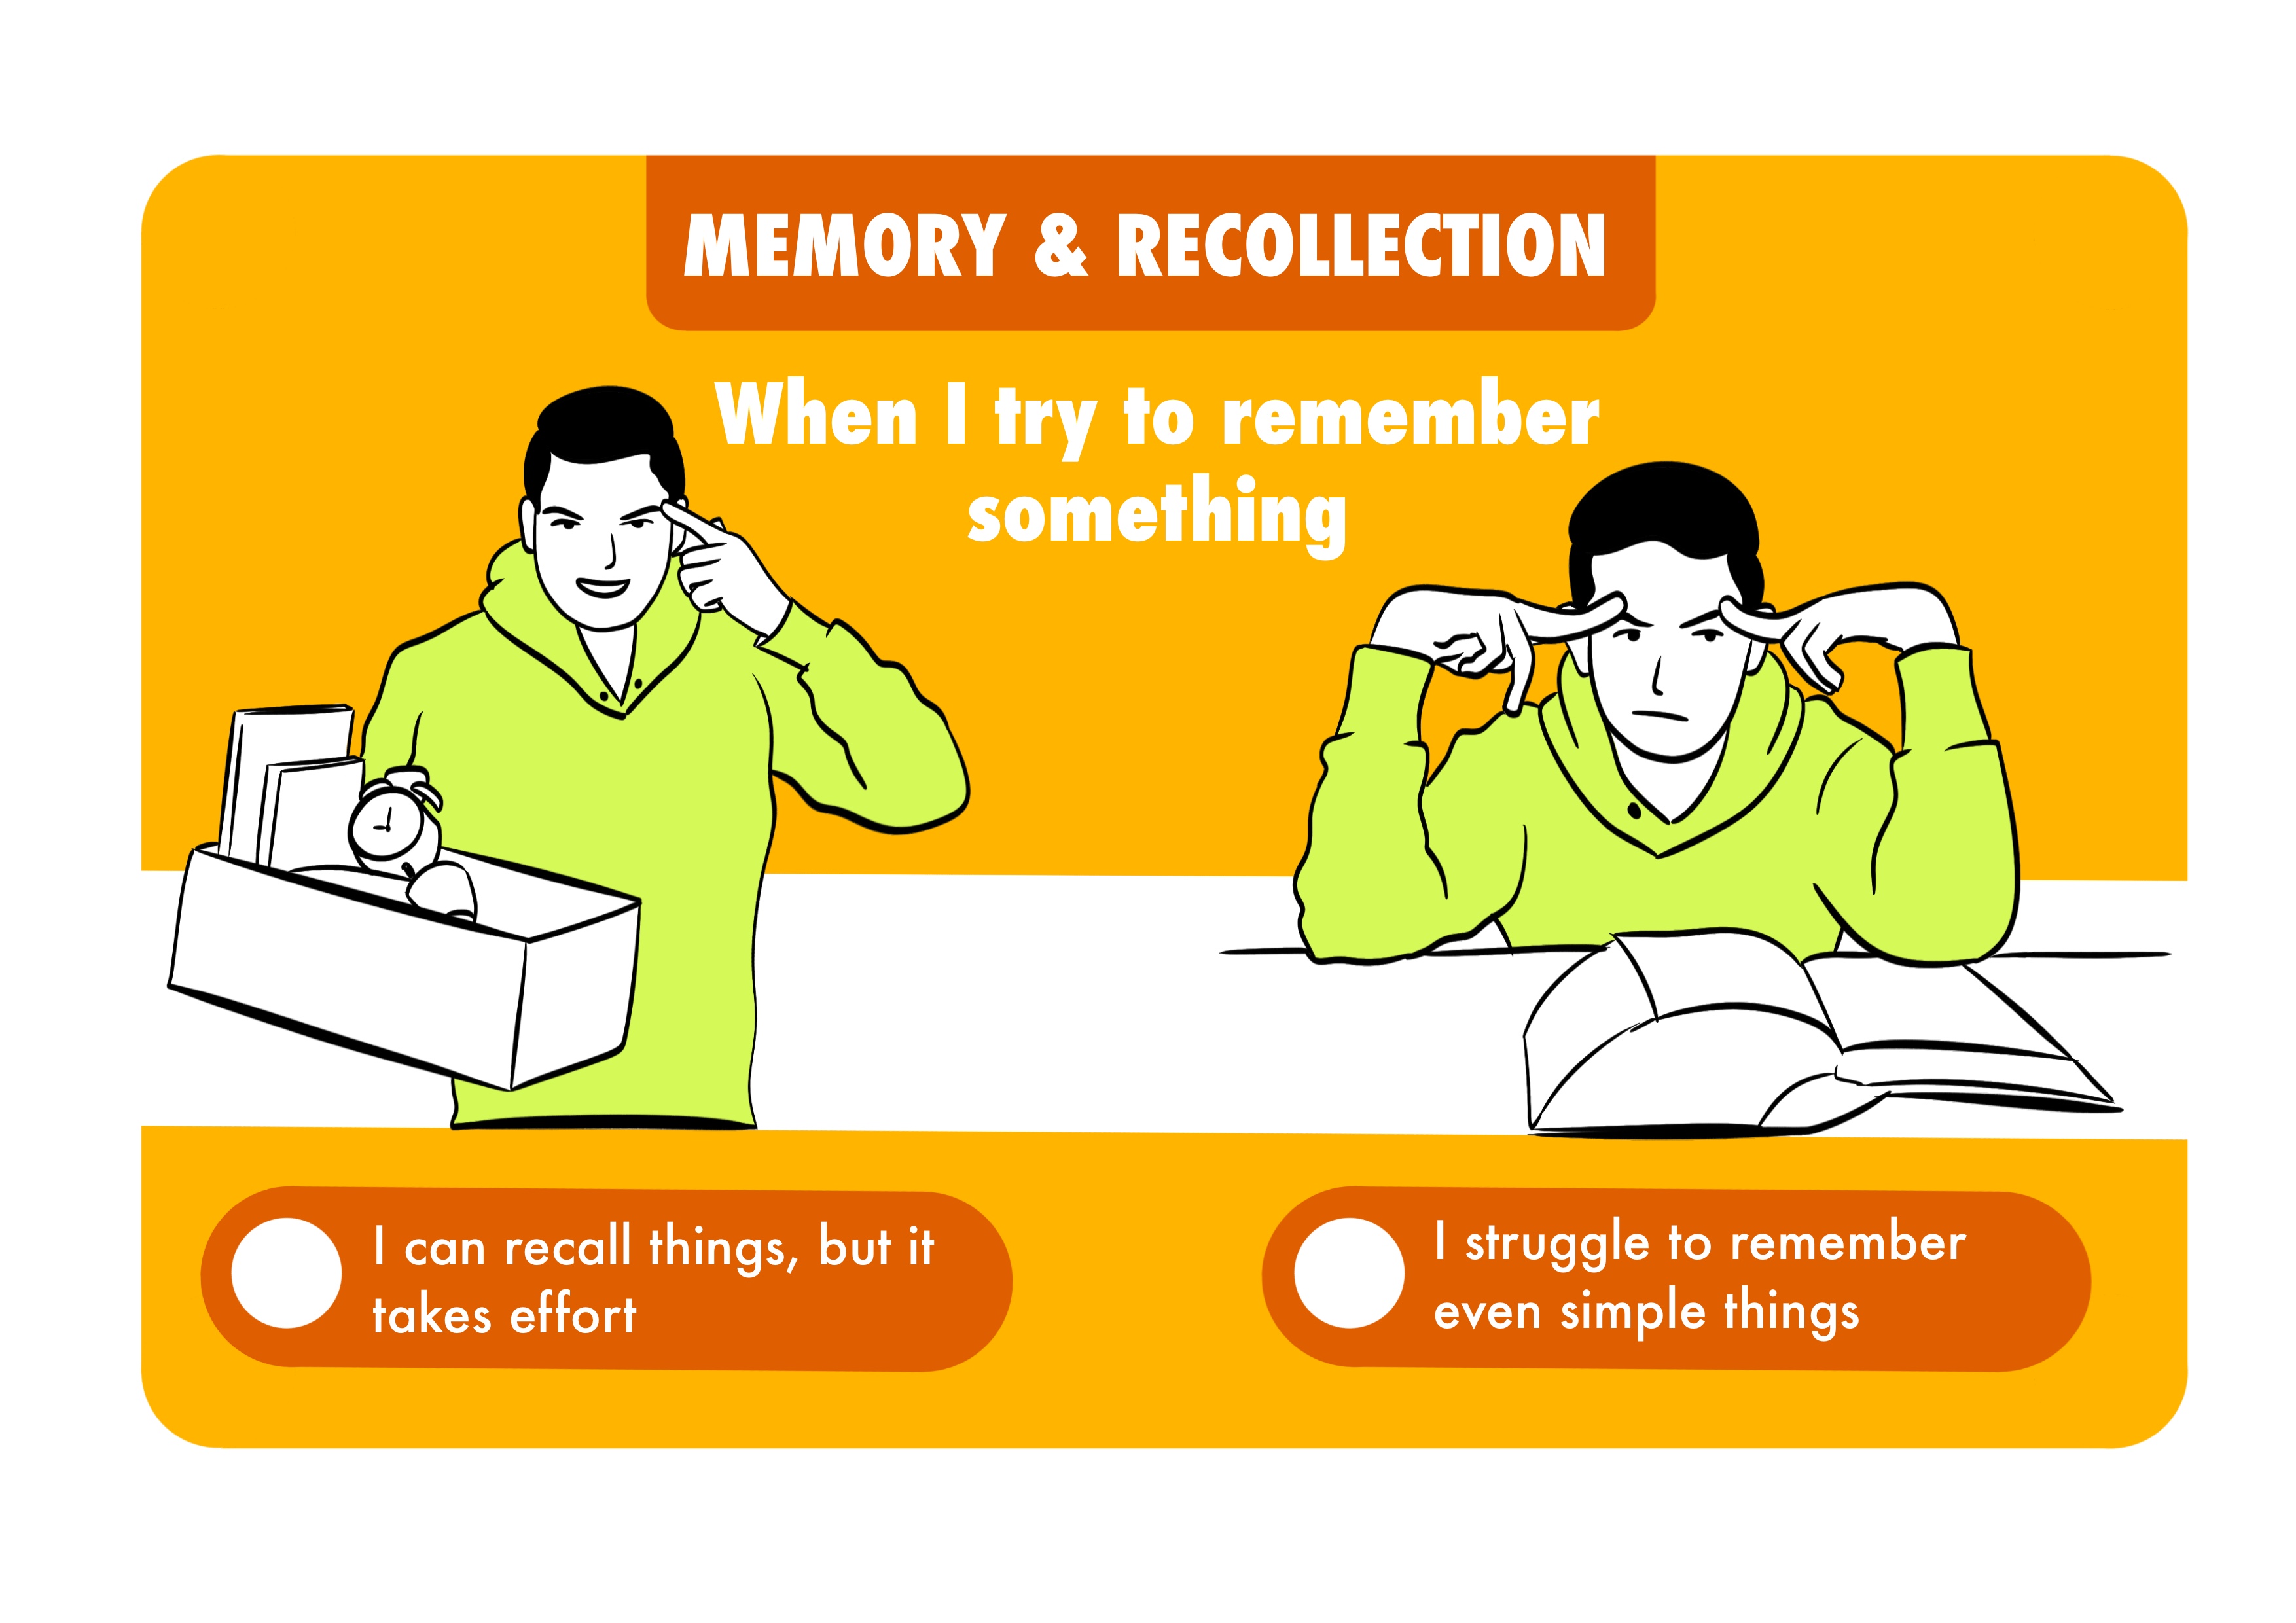 MEMORY & RECOLLECTION
When I try to remember
something
I can recall things, but it
takes effort
I struggle to remember
even simple things